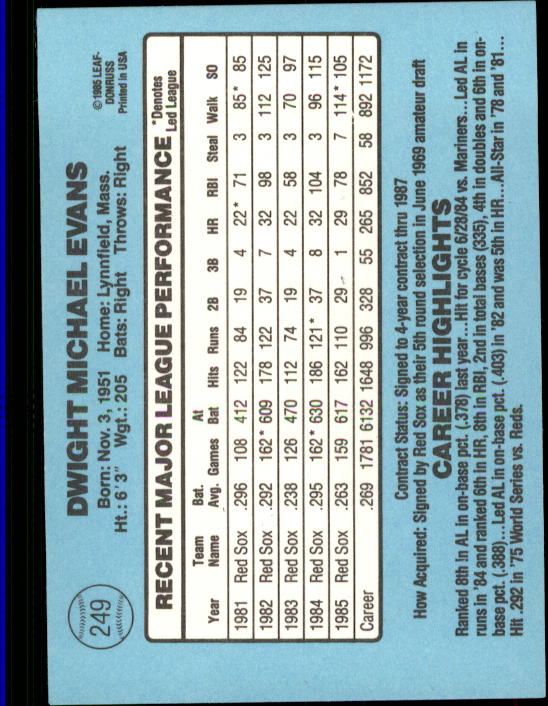 249
DWIGHT MICHAEL EVANS
Born: Nov. 3, 1951 Home: Lynnfield, Mass.
Ht.: 6'3" Wgt.: 205 Bats: Right Throws: Right
©1985 LEAF-
DONRUSS
Printed in USA
RECENT MAJOR LEAGUE PERFORMANCE
*Denotes
Led League
Year Team Name Bat. Avg. Games At Bat Hits Runs 2B 3B HR RBI Steal Walk SO
1981 Red Sox .296 108 412 122 84 19 4 22* 71 3 85* 85
1982 Red Sox .292 162* 609 178 122 37 7 32 98 3 112 125
1983 Red Sox .238 126 470 112 74 19 4 22 58 3 70 97
1984 Red Sox .295 162* 630 186 121* 37 8 32 104 3 96 115
1985 Red Sox .263 159 617 162 110 29 1 29 78 7 114* 105
Career .269 1781 6132 1648 996 328 55 265 852 58 892 1172
Contract Status: Signed to 4-year contract thru 1987
How Acquired: Signed by Red Sox as their 5th round selection in June 1969 amateur draft
CAREER HIGHLIGHTS
Ranked 8th in AL in on-base pct. (.378) last year...Hit for cycle 6/28/84 vs. Mariners...Led AL in
runs in '84 and ranked 6th in HR, 8th in RBI, 2nd in total bases (335), 4th in doubles and 6th in on-
base pct. (.388)...Led AL in on-base pct. (.403) in '82 and was 5th in HR...All-Star in '78 and '81...
Hit .292 in '75 World Series vs. Reds.